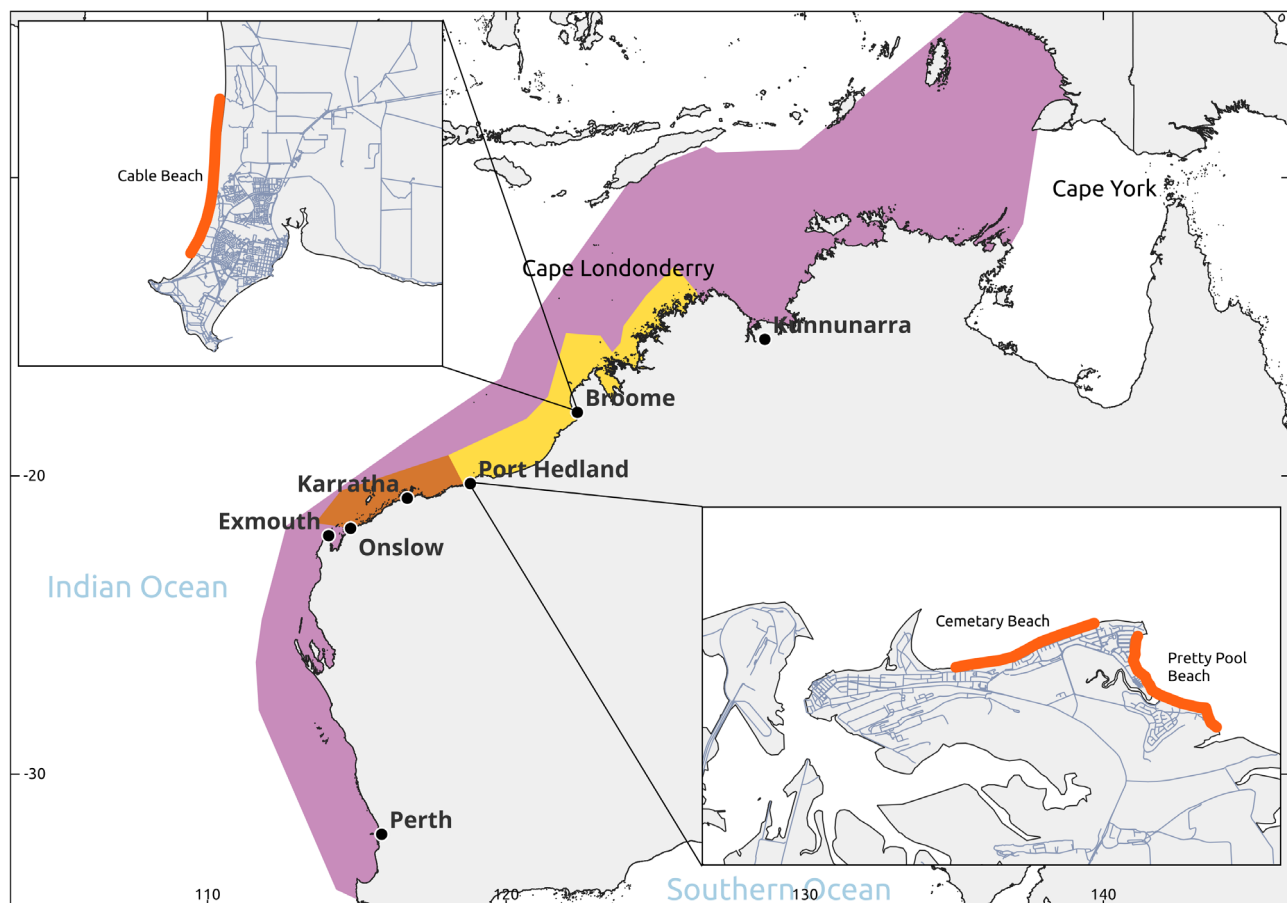 Cable Beach
Cape York
Cape Londonderry
Kunnunarra
Broome
-20
Port Hedland
Karratha
Exmouth
Onslow
Indian Ocean
Cemetary Beach
Pretty Pool
Beach
-30
Perth
Southern Ocean
110
120
130
140